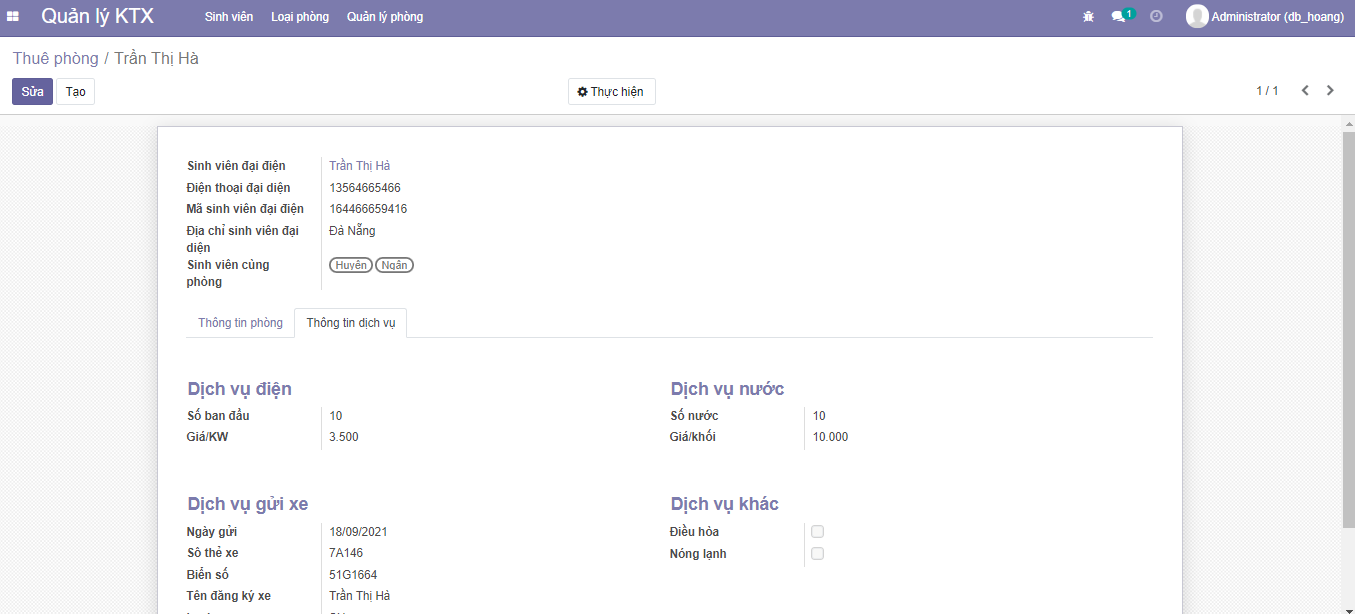 Quản lý KTX
Sinh viên Loại phòng Quản lý phòng
1
Administrator (db_hoang)
Thuê phòng / Trần Thị Hà
Sửa Tạo
Thực hiện
1 / 1
Sinh viên đại diện Trần Thị Hà
Điện thoại đại diện 13564665466
Mã sinh viên đại diện 164466659416
Địa chỉ sinh viên đại Đà Nẵng
diện
Sinh viên cùng Huyên Ngân
phòng
Thông tin phòng Thông tin dịch vụ
Dịch vụ điện Dịch vụ nước
Số ban đầu 10 Số nước 10
Giá/KW 3.500 Giá/khối 10.000
Dịch vụ gửi xe Dịch vụ khác
Ngày gửi 18/09/2021 Điều hòa
Số thẻ xe 7A146 Nóng lạnh
Biển số 51G1664
Tên đăng ký xe Trần Thị Hà